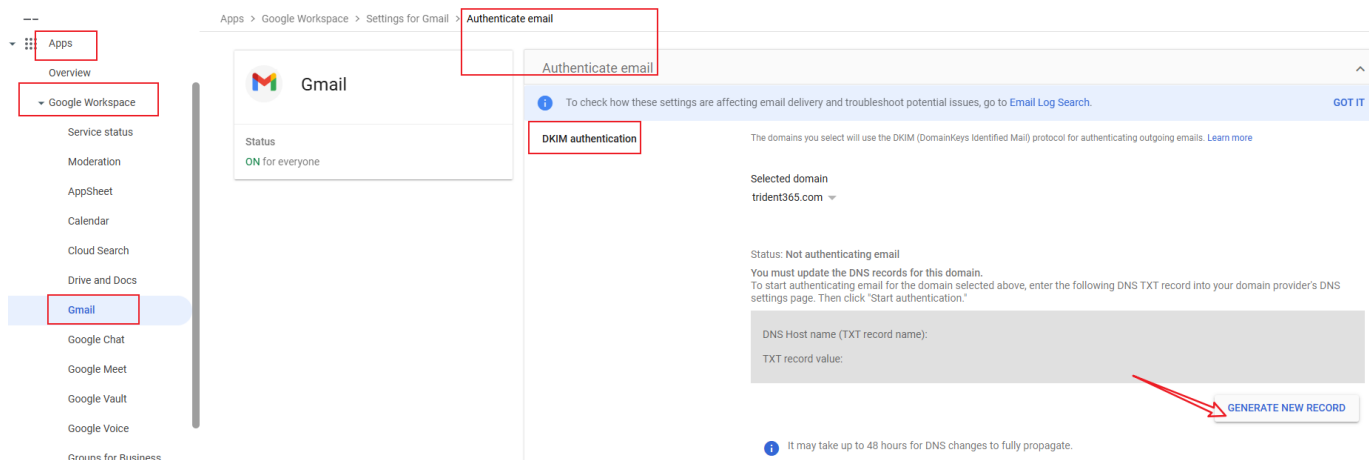 Apps > Google Workspace > Settings for Gmail > Authenticate email
Apps
Overview
Google Workspace
Service status
Moderation
AppSheet
Calendar
Cloud Search
Drive and Docs
Gmail
Google Chat
Google Meet
Google Vault
Google Voice
Groups for Business
Gmail
Status
ON for everyone
Authenticate email
To check how these settings are affecting email delivery and troubleshoot potential issues, go to Email Log Search.
GOT IT
DKIM authentication
The domains you select will use the DKIM (DomainKeys Identified Mail) protocol for authenticating outgoing emails. Learn more
Selected domain
trident365.com
Status: Not authenticating email
You must update the DNS records for this domain.
To start authenticating email for the domain selected above, enter the following DNS TXT record into your domain provider's DNS
settings page. Then click "Start authentication."
DNS Host name (TXT record name):
TXT record value:
GENERATE NEW RECORD
It may take up to 48 hours for DNS changes to fully propagate.